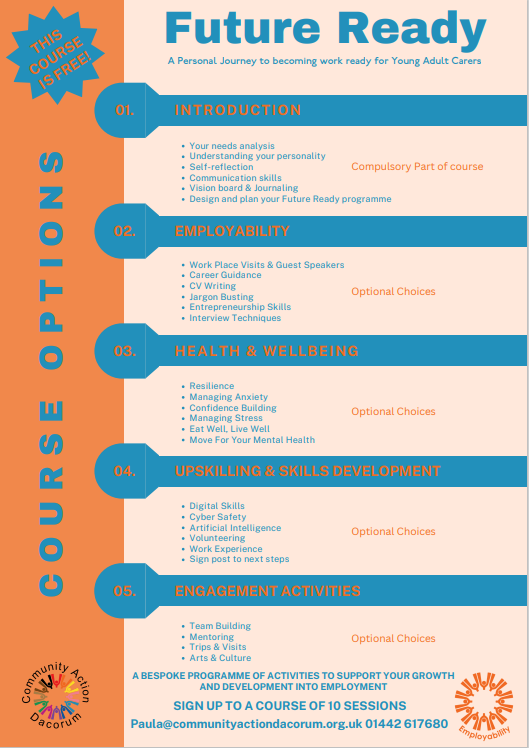 THIS
COURSE
IS FREE!
Future Ready
A Personal Journey to becoming work ready for Young Adult Carers
COURSE OPTIONS
01. INTRODUCTION
• Your needs analysis
• Understanding your personality
• Self-reflection
• Communication skills
• Vision board & Journaling
• Design and plan your Future Ready programme
Compulsory Part of course
02. EMPLOYABILITY
• Work Place Visits & Guest Speakers
• Career Guidance
• CV Writing
• Jargon Busting
• Entrepreneurship Skills
• Interview Techniques
Optional Choices
03. HEALTH & WELLBEING
• Resilience
• Managing Anxiety
• Confidence Building
• Managing Stress
• Eat Well, Live Well
• Move For Your Mental Health
Optional Choices
04. UPSKILLING & SKILLS DEVELOPMENT
• Digital Skills
• Cyber Safety
• Artificial Intelligence
• Volunteering
• Work Experience
• Sign post to next steps
Optional Choices
05. ENGAGEMENT ACTIVITIES
• Team Building
• Mentoring
• Trips & Visits
• Arts & Culture
Optional Choices
A BESPOKE PROGRAMME OF ACTIVITIES TO SUPPORT YOUR GROWTH
AND DEVELOPMENT INTO EMPLOYMENT
SIGN UP TO A COURSE OF 10 SESSIONS
Paula@communityactiondacorum.org.uk 01442 617680
Community Action
Dacorum
Employability